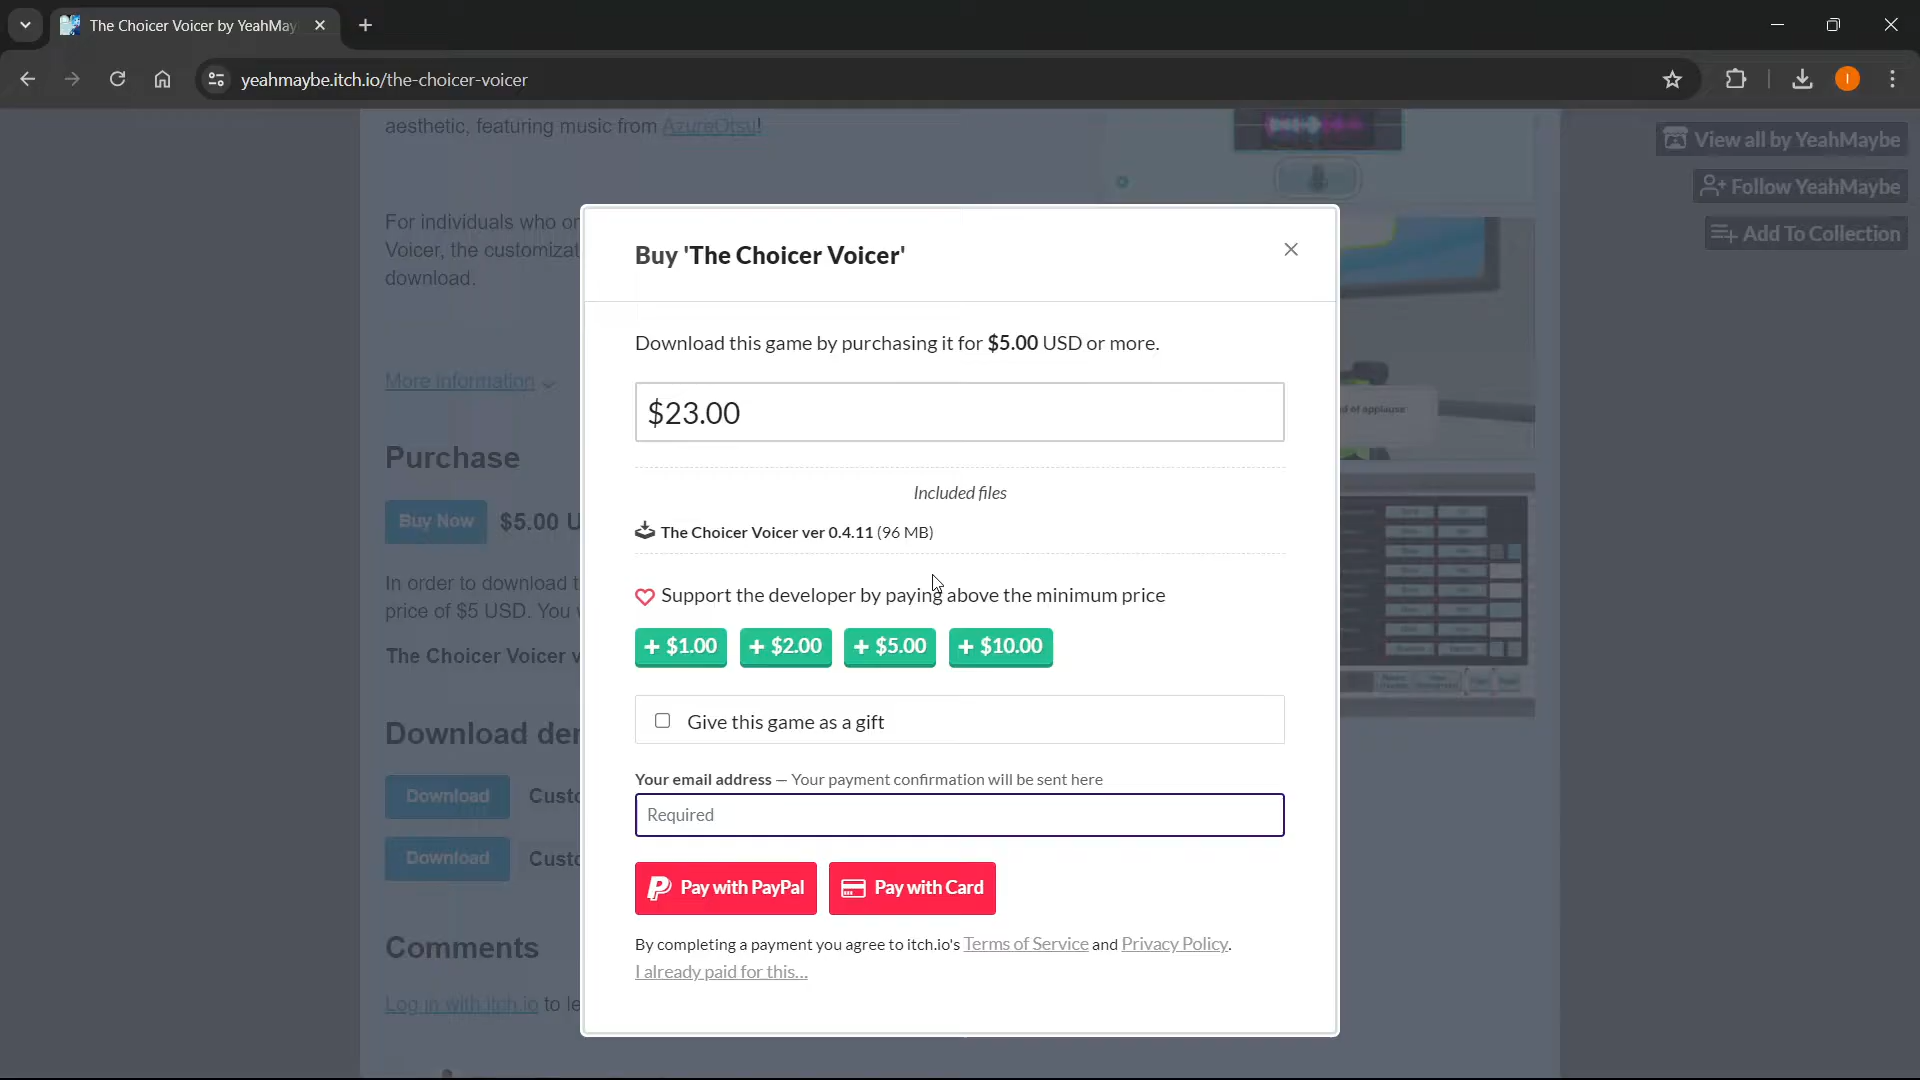 The Choicer Voicer by YeahMay
yeahmaybe.itch.io/the-choicer-voicer
I
aesthetic, featuring music from AzureOtsu!
View all by YeahMaybe
Follow YeahMaybe
Add To Collection
For individuals who
Voicer, the customizat
download.
More information
Purchase
Buy Now $5.00 U
In order to download t
price of $5 USD. You
The Choicer Voicer v
Download de
Download Custo
Download Custo
Comments
Log in with itch.io to le
Buy 'The Choicer Voicer'
Download this game by purchasing it for $5.00 USD or more.
$23.00
Included files
The Choicer Voicer ver 0.4.11 (96 MB)
Support the developer by paying above the minimum price
+ $1.00 + $2.00 + $5.00 + $10.00
Give this game as a gift
Your email address — Your payment confirmation will be sent here
Required
Pay with PayPal Pay with Card
By completing a payment you agree to itch.io's Terms of Service and Privacy Policy.
I already paid for this...
d of applause